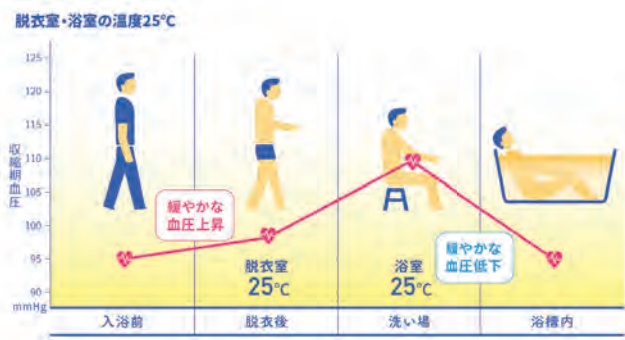 脱衣室・浴室の温度25℃
125
120
115
110
105
100
95
90
mmHg
収縮期血圧
緩やかな
血圧上昇
脱衣室
25℃
浴室
25℃
緩やかな
血圧低下
入浴前
脱衣後
洗い場
浴槽内